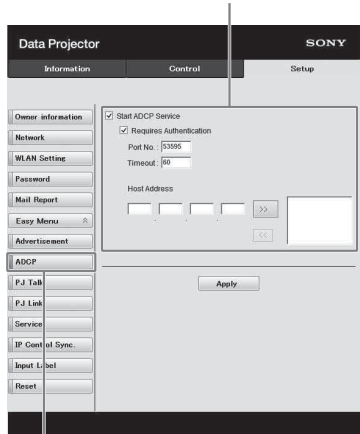 Data Projector
SONY
Information
Control
Setup
Owner information
Network
WLAN Setting
Password
Mail Report
Easy Menu
Advertisement
ADCP
PJ Talk
PJ Link
Service
IP Control Sync.
Input Label
Reset
Start ADCP Service
Requires Authentication
Port No. : 53595
Timeout : 60
Host Address
. . .
>>
<<
Apply